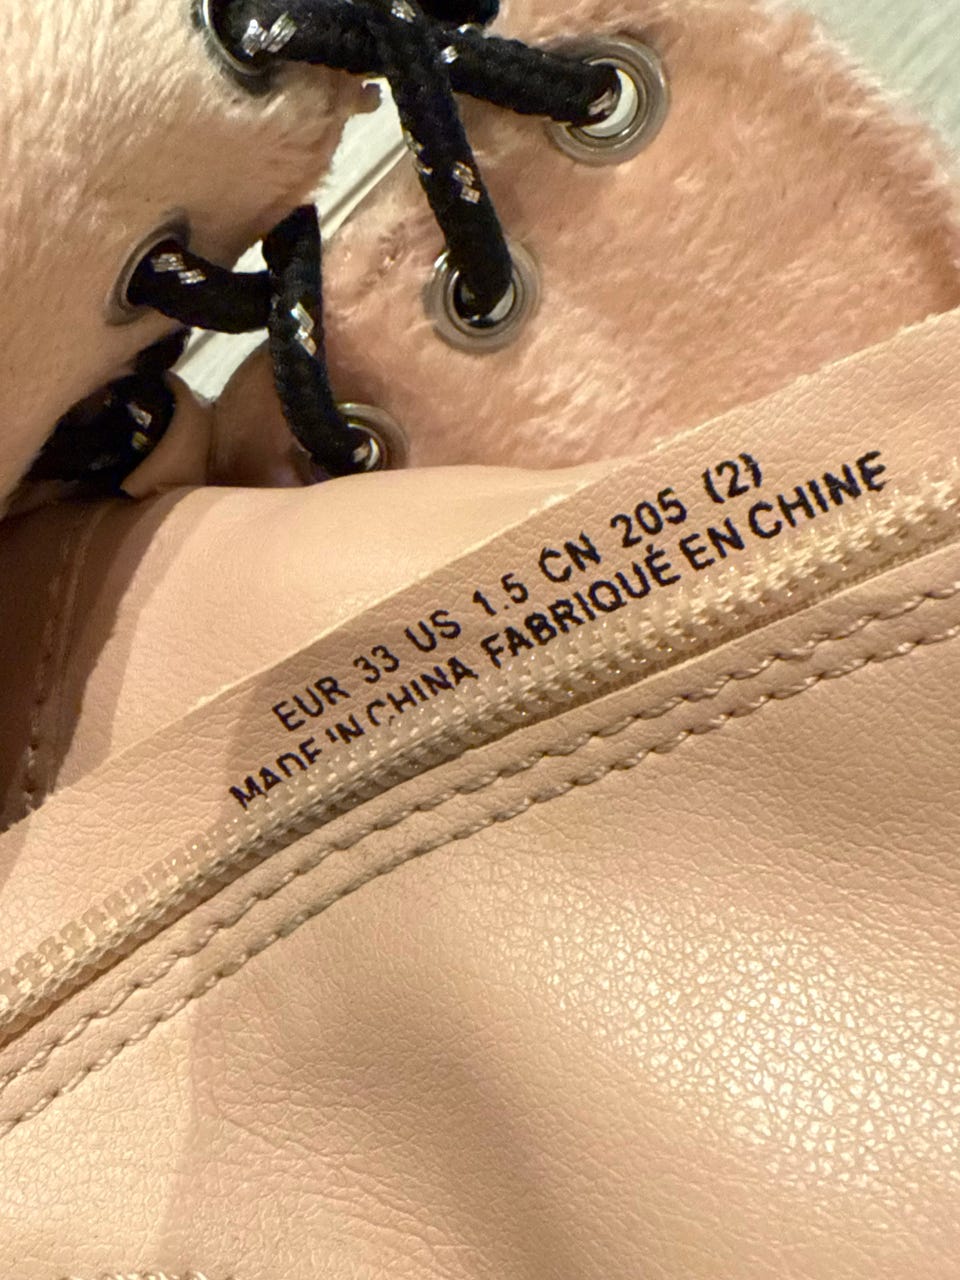 EUR 33 US 1.5 CN 205 (2)
MADE IN CHINA FABRIQUÉ EN CHINE